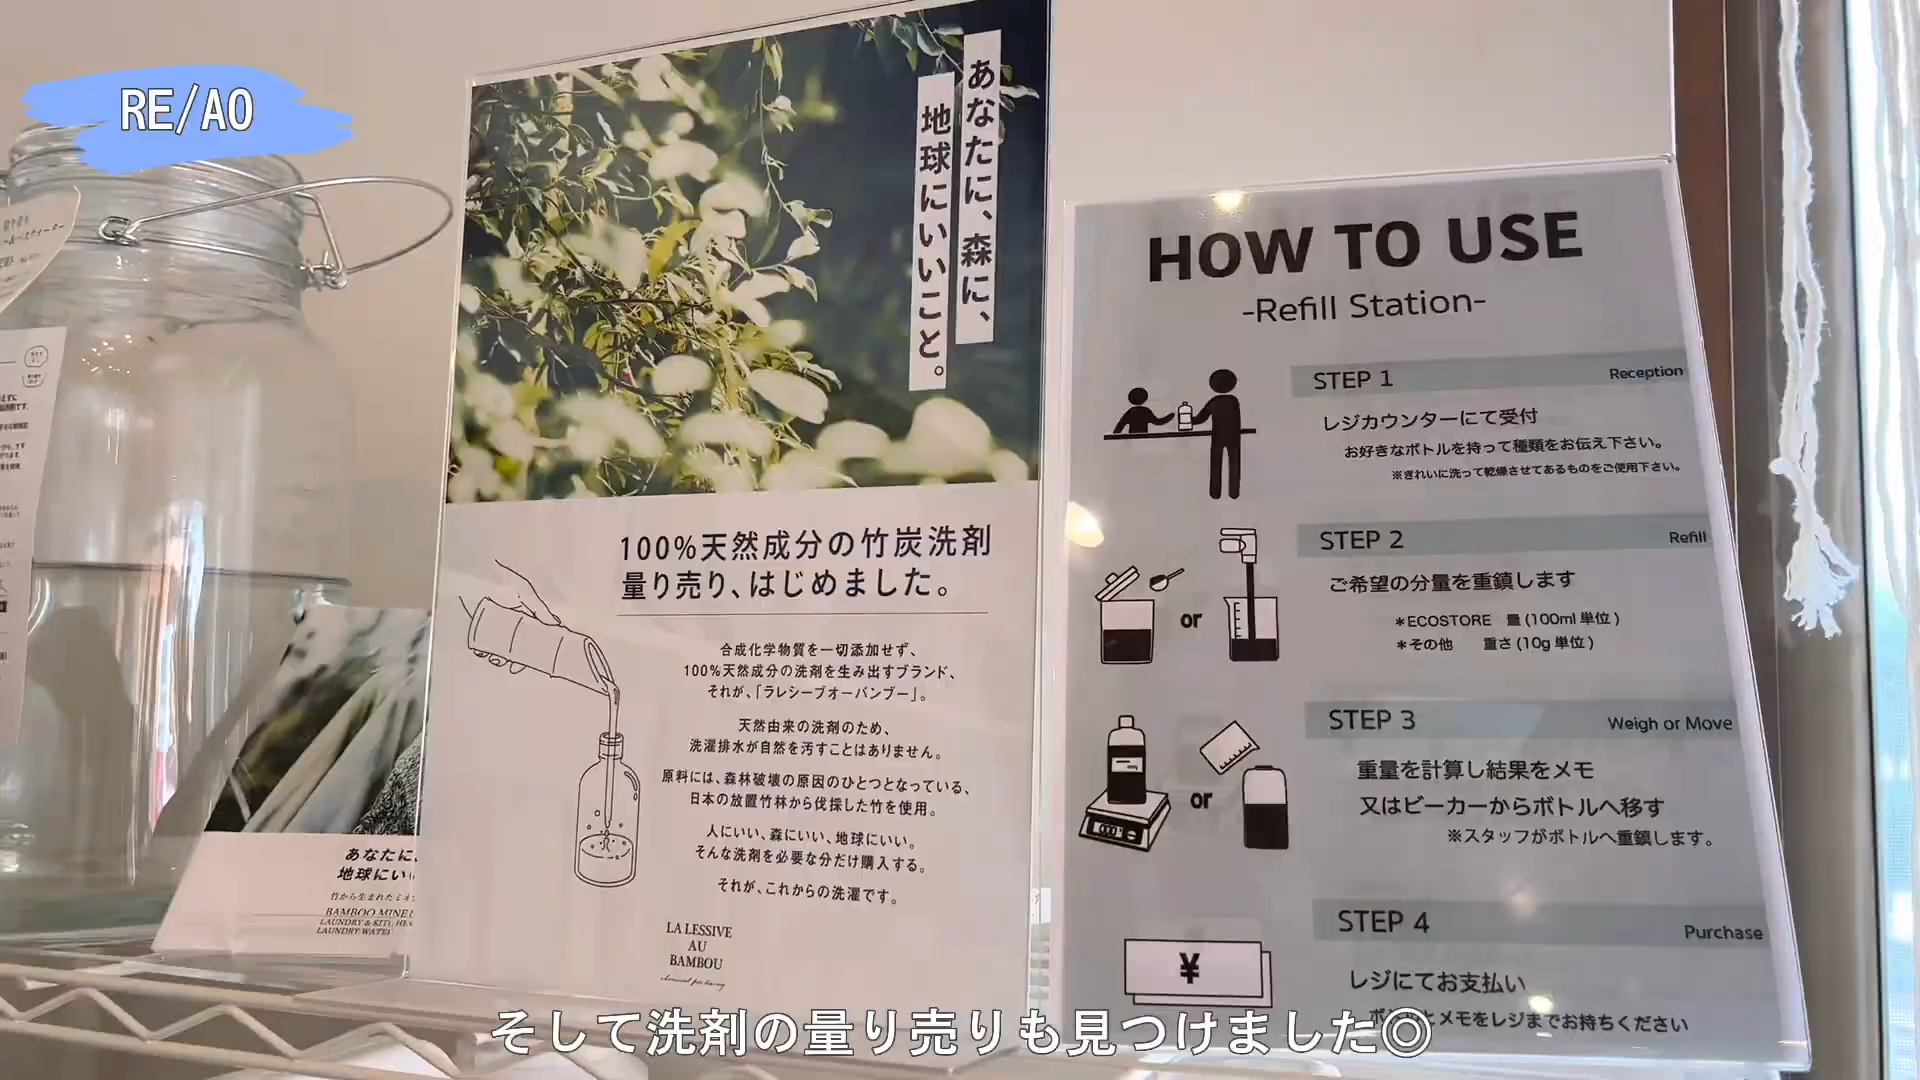 RE/AO
あなたに、森に、
地球にいいこと。
100%天然成分の竹炭洗剤
量り売り、はじめました。
合成化学物質を一切添加せず、
100%天然成分の洗剤を生み出すブランド、
それが、「ラレシーブオーバンブー」。
天然由来の洗剤のため、
洗濯排水が自然を汚すことはありません。
原料には、森林破壊の原因のひとつとなっている、
日本の放置竹林から伐採した竹を使用。
人にいい、森にいい、地球にいい。
そんな洗剤を必要な分だけ購入する。
それが、これからの洗濯です。
LA LESSIVE
AU
BAMBOU
あなたに、
地球にい
竹から生まれたミネ
BAMBOO MINE
LAUNDRY & KITCHEN
LAUNDRY WATER
HOW TO USE
-Refill Station-
STEP 1 Reception
レジカウンターにて受付
お好きなボトルを持って種類をお伝え下さい。
※きれいに洗って乾燥させてあるものをご使用下さい。
STEP 2 Refill
or
ご希望の分量を重鎮します
*ECOSTORE 量 (100ml 単位)
*その他 重さ (10g 単位)
STEP 3 Weigh or Move
or
重量を計算し結果をメモ
又はビーカーからボトルへ移す
※スタッフがボトルへ重鎮します。
STEP 4 Purchase
¥
レジにてお支払い
とメモをレジまでお持ちください
そして洗剤の量り売りも見つけました◎